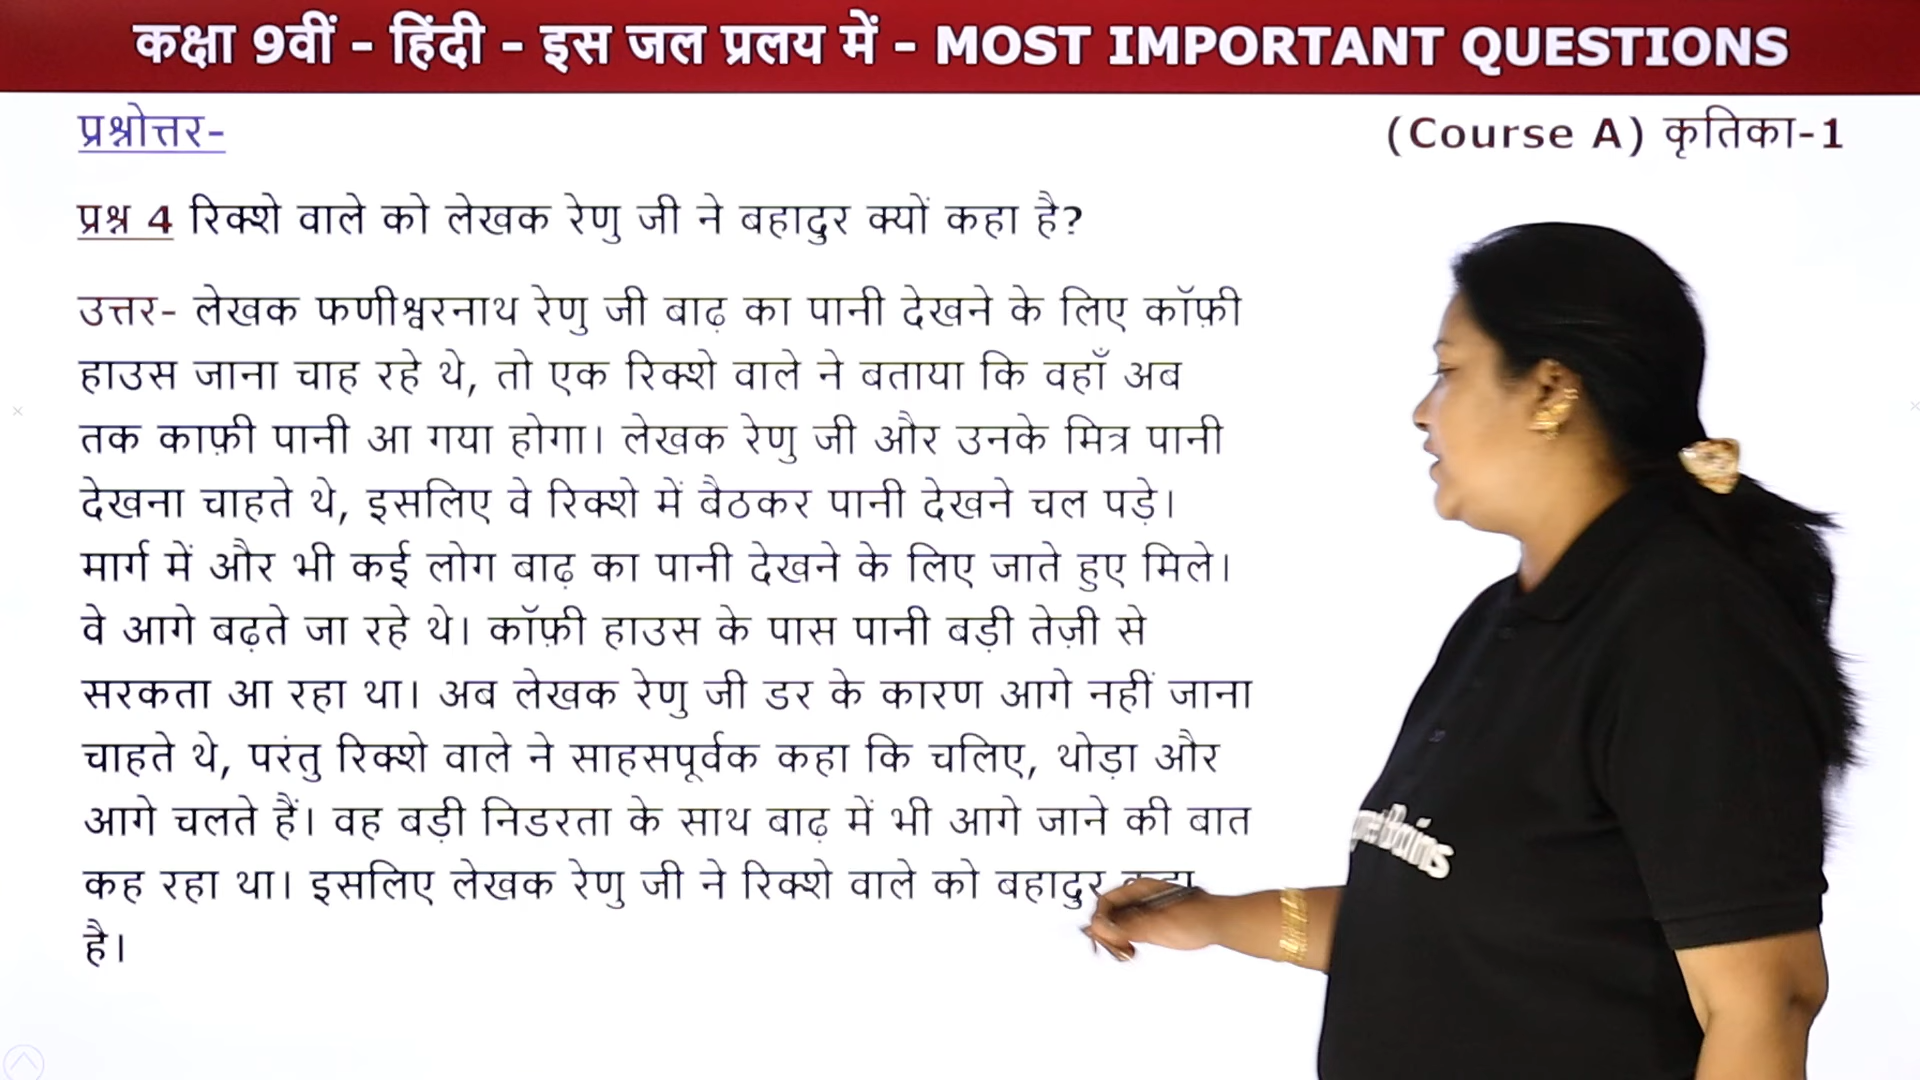 कक्षा 9वीं - हिंदी - इस जल प्रलय में - MOST IMPORTANT QUESTIONS
प्रश्नोत्तर-
(Course A) कृतिका-1
प्रश्न 4 रिक्शे वाले को लेखक रेणु जी ने बहादुर क्यों कहा है?
उत्तर- लेखक फणीश्वरनाथ रेणु जी बाढ़ का पानी देखने के लिए कॉफ़ी
हाउस जाना चाह रहे थे, तो एक रिक्शे वाले ने बताया कि वहाँ अब
तक काफ़ी पानी आ गया होगा। लेखक रेणु जी और उनके मित्र पानी
देखना चाहते थे, इसलिए वे रिक्शे में बैठकर पानी देखने चल पड़े।
मार्ग में और भी कई लोग बाढ़ का पानी देखने के लिए जाते हुए मिले।
वे आगे बढ़ते जा रहे थे। कॉफ़ी हाउस के पास पानी बड़ी तेज़ी से
सरकता आ रहा था। अब लेखक रेणु जी डर के कारण आगे नहीं जाना
चाहते थे, परंतु रिक्शे वाले ने साहसपूर्वक कहा कि चलिए, थोड़ा और
आगे चलते हैं। वह बड़ी निडरता के साथ बाढ़ में भी आगे जाने की बात
कह रहा था। इसलिए लेखक रेणु जी ने रिक्शे वाले को बहादुर कहा
है।